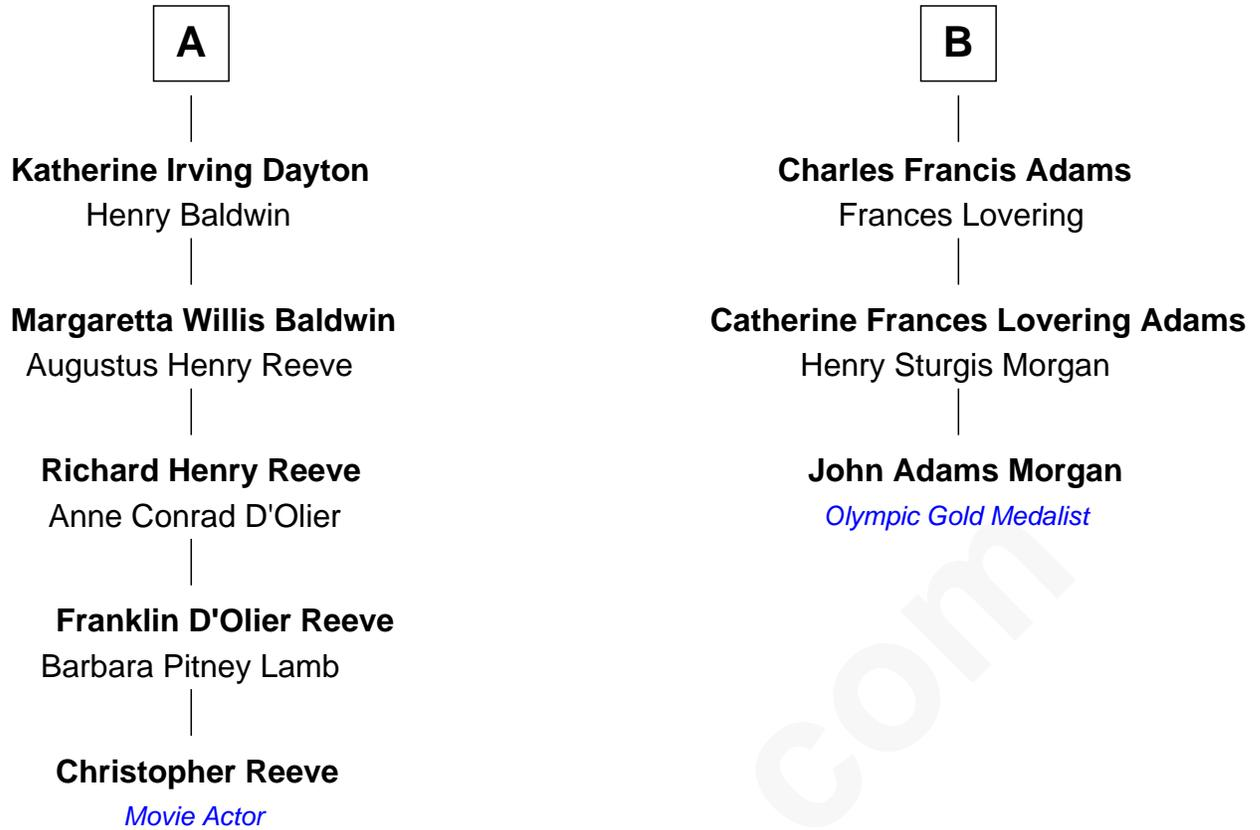 A
Katherine Irving Dayton
Henry Baldwin
Margaretta Willis Baldwin
Augustus Henry Reeve
Richard Henry Reeve
Anne Conrad D'Olier
Franklin D'Olier Reeve
Barbara Pitney Lamb
Christopher Reeve
Movie Actor
B
Charles Francis Adams
Frances Lovering
Catherine Frances Lovering Adams
Henry Sturgis Morgan
John Adams Morgan
Olympic Gold Medalist
com